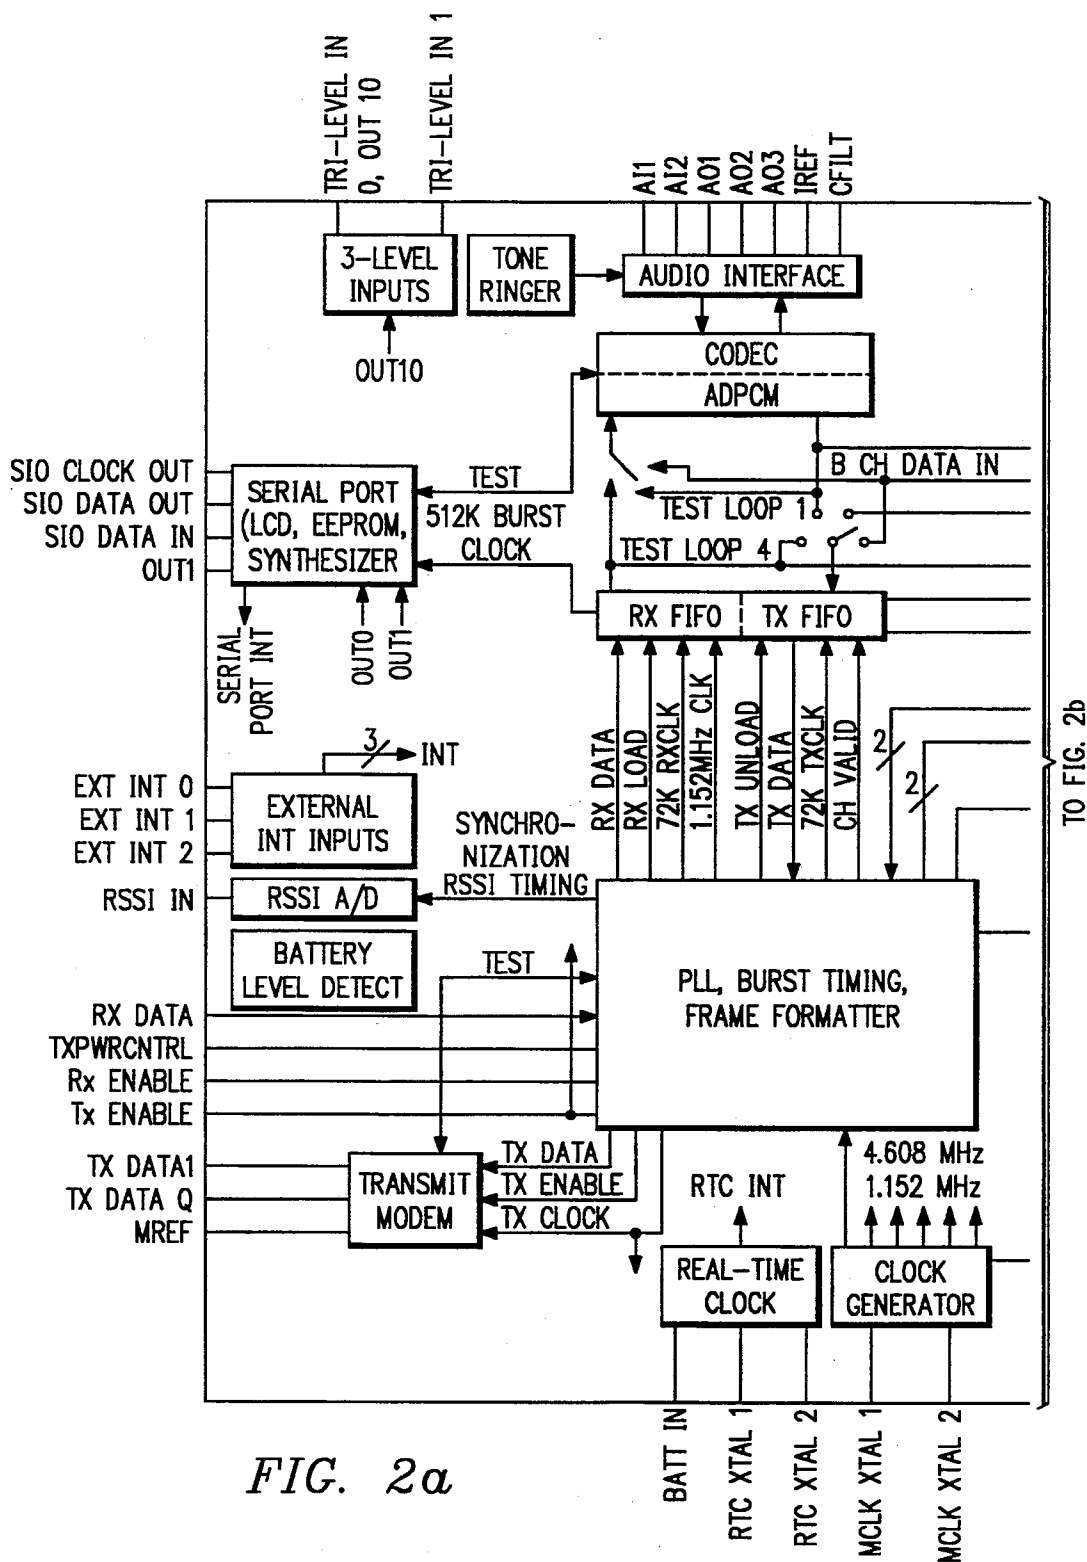 TRI-LEVEL IN
0, OUT 10
TRI-LEVEL IN 1
AI1
AI2
AO1
AO2
AO3
IREF
CFILT
3-LEVEL
INPUTS
TONE
RINGER
AUDIO INTERFACE
OUT10
CODEC
ADPCM
SIO CLOCK OUT
SIO DATA OUT
SIO DATA IN
OUT1
SERIAL PORT
(LCD, EEPROM,
SYNTHESIZER
TEST
512K BURST
CLOCK
B CH DATA IN
TEST LOOP 1
TEST LOOP 4
RX FIFO
TX FIFO
SERIAL
PORT INT
OUT0
OUT1
RX DATA
RX LOAD
72K RXCLK
1.152MHz CLK
TX UNLOAD
TX DATA
72K TXCLK
CH VALID
2
2
TO FIG. 2b
3
INT
EXT INT 0
EXT INT 1
EXT INT 2
EXTERNAL
INT INPUTS
SYNCHRO-
NIZATION
RSSI TIMING
RSSI IN
RSSI A/D
BATTERY
LEVEL DETECT
TEST
PLL, BURST TIMING,
FRAME FORMATTER
RX DATA
TXPWRCNTRL
Rx ENABLE
Tx ENABLE
TX DATA1
TX DATA Q
MREF
TRANSMIT
MODEM
TX DATA
TX ENABLE
TX CLOCK
RTC INT
4.608 MHz
1.152 MHz
REAL-TIME
CLOCK
CLOCK
GENERATOR
BATT IN
RTC XTAL 1
RTC XTAL 2
MCLK XTAL 1
MCLK XTAL 2
FIG. 2a